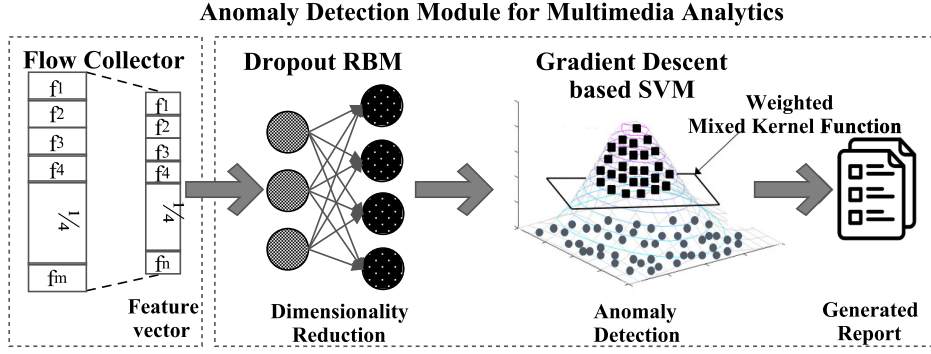 Anomaly Detection Module for Multimedia Analytics
Flow Collector
f1
f2
f3
f4
¼
fm
f1
f2
f3
f4
¼
fn
Feature
vector
Dropout RBM
Dimensionality
Reduction
Gradient Descent
based SVM
Weighted
Mixed Kernel Function
Anomaly
Detection
Generated
Report